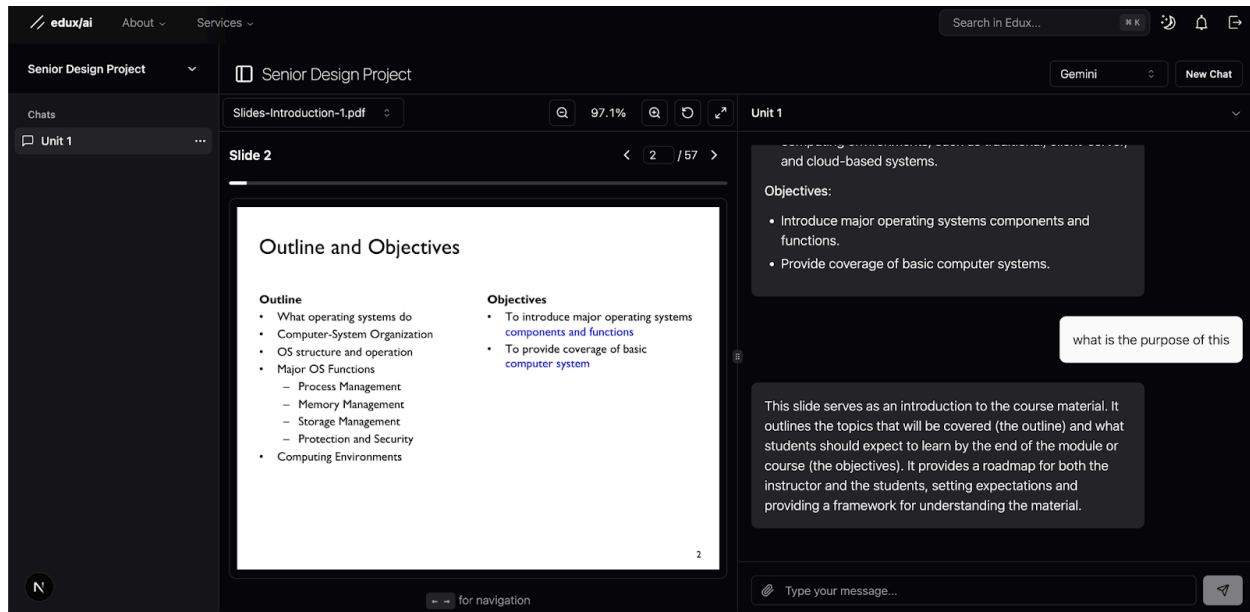 edux/ai
About
Services
Search in Edux...
⌘ K
Senior Design Project
Chats
Unit 1
...
Senior Design Project
Gemini
New Chat
Slides-Introduction-1.pdf
97.1%
Slide 2
2 / 57
Outline and Objectives
Outline
• What operating systems do
• Computer-System Organization
• OS structure and operation
• Major OS Functions
– Process Management
– Memory Management
– Storage Management
– Protection and Security
• Computing Environments
Objectives
• To introduce major operating systems
components and functions
• To provide coverage of basic
computer system
2
← → for navigation
Unit 1
computing environments, such as traditional, client-server,
and cloud-based systems.
Objectives:
• Introduce major operating systems components and
functions.
• Provide coverage of basic computer systems.
what is the purpose of this
This slide serves as an introduction to the course material. It
outlines the topics that will be covered (the outline) and what
students should expect to learn by the end of the module or
course (the objectives). It provides a roadmap for both the
instructor and the students, setting expectations and
providing a framework for understanding the material.
Type your message...
N